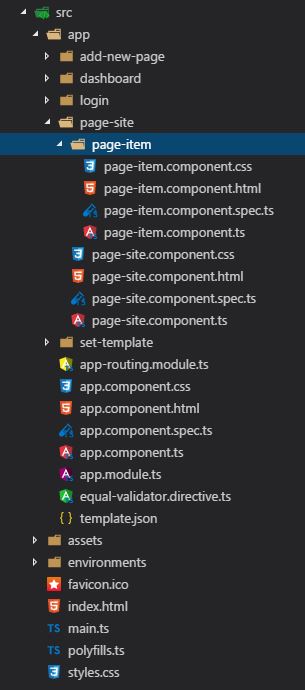 src
app
add-new-page
dashboard
login
page-site
page-item
page-item.component.css
page-item.component.html
page-item.component.spec.ts
page-item.component.ts
page-site.component.css
page-site.component.html
page-site.component.spec.ts
page-site.component.ts
set-template
app-routing.module.ts
app.component.css
app.component.html
app.component.spec.ts
app.component.ts
app.module.ts
equal-validator.directive.ts
{ } template.json
assets
environments
favicon.ico
index.html
TS main.ts
TS polyfills.ts
styles.css